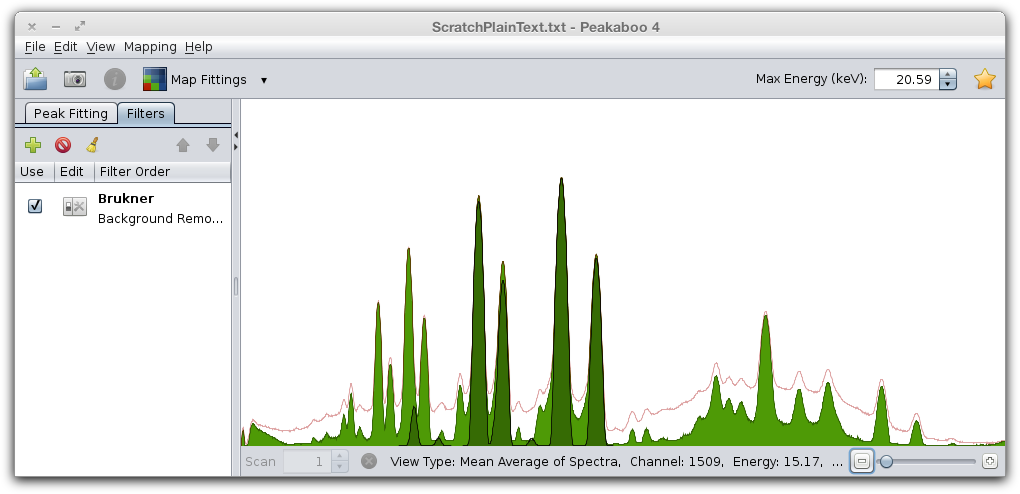 ScratchPlainText.txt - Peakaboo 4
File Edit View Mapping Help
Map Fittings
Max Energy (keV): 20.59
Peak Fitting Filters
Use Edit Filter Order
Brukner
Background Remo...
Scan 1 View Type: Mean Average of Spectra, Channel: 1509, Energy: 15.17, ...